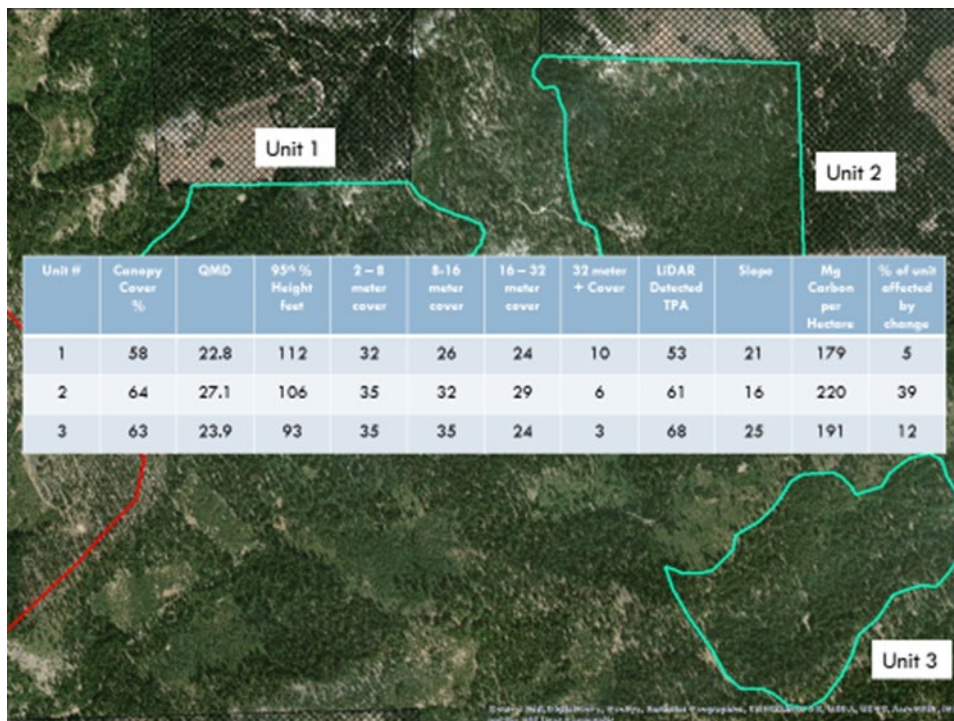 Unit 1
Unit 2
Unit # Canopy Cover % QMD 95th % Height feet 2 – 8 meter cover 8-16 meter cover 16 – 32 meter cover 32 meter + Cover LiDAR Detected TPA Slope Mg Carbon per Hectare % of unit affected by change
1 58 22.8 112 32 26 24 10 53 21 179 5
2 64 27.1 106 35 32 29 6 61 16 220 39
3 63 23.9 93 35 35 24 3 68 25 191 12
Unit 3